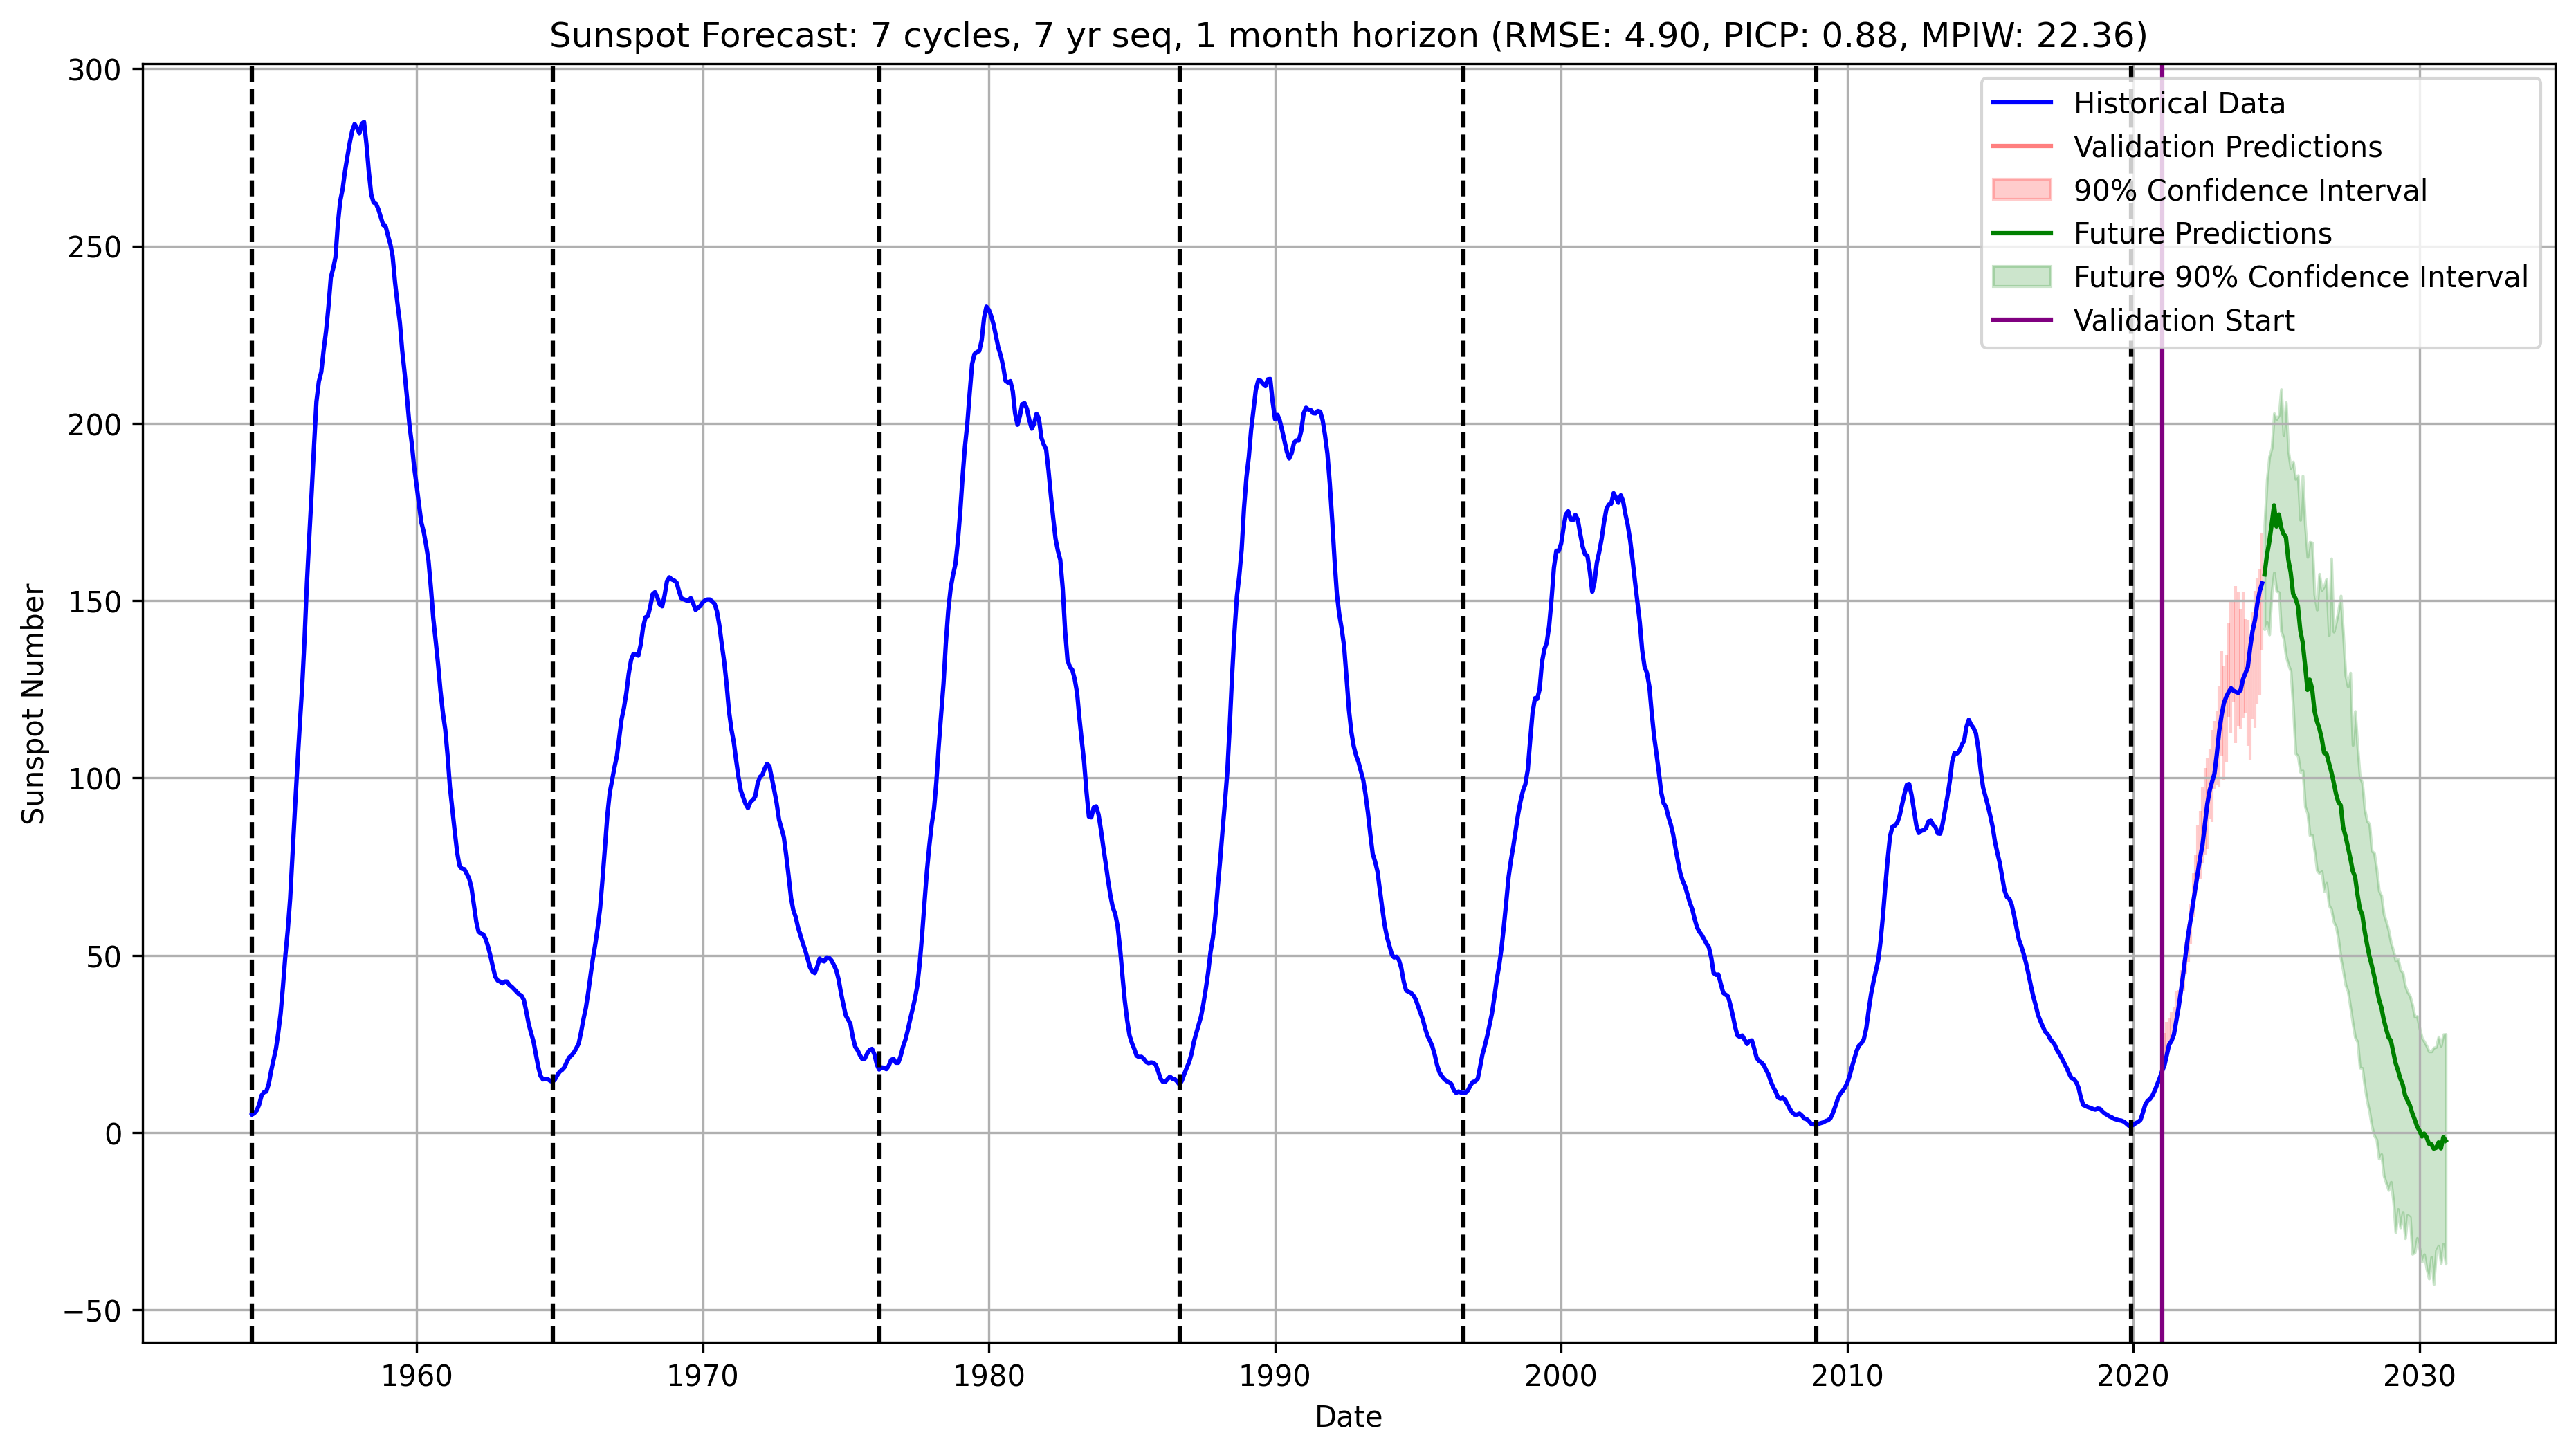 Sunspot Forecast: 7 cycles, 7 yr seq, 1 month horizon (RMSE: 4.90, PICP: 0.88, MPIW: 22.36)
300
250
200
150
100
50
0
−50
Sunspot Number
Historical Data
Validation Predictions
90% Confidence Interval
Future Predictions
Future 90% Confidence Interval
Validation Start
1960 1970 1980 1990 2000 2010 2020 2030
Date